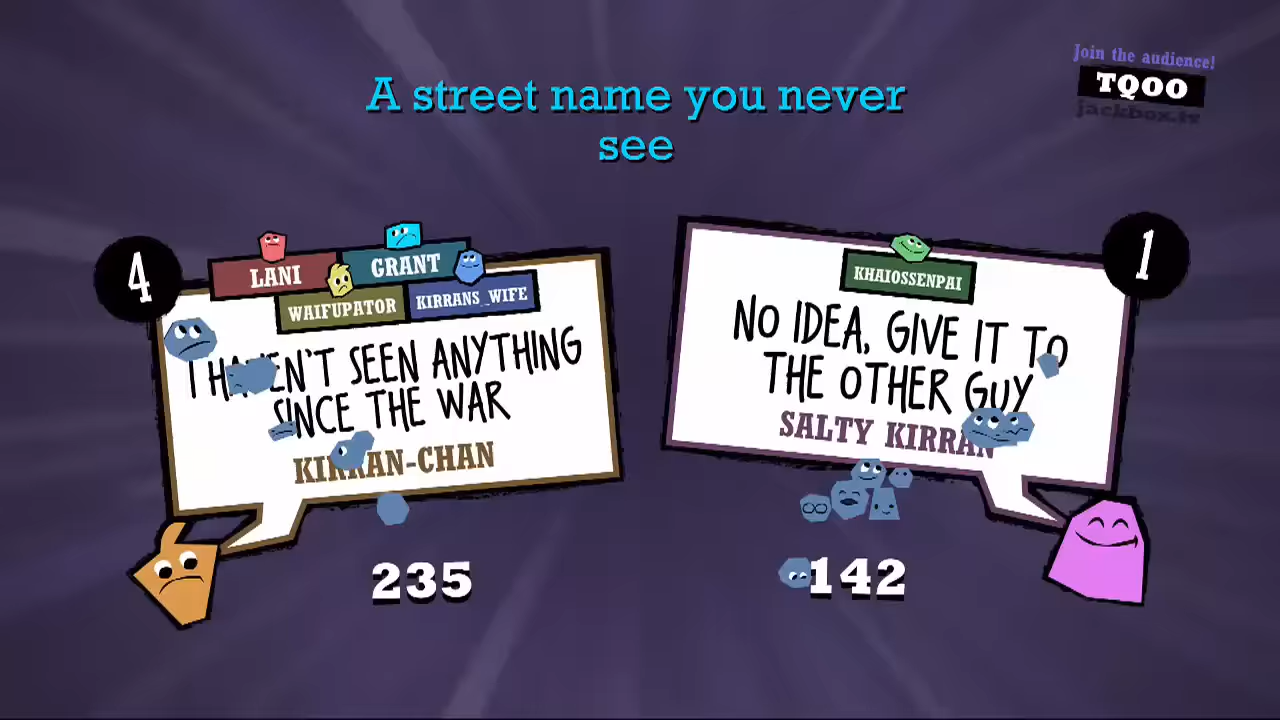 Join the audience!
TQOO
jackbox.tv
A street name you never
see
4
LANI
GRANT
WAIFUPATOR
KIRRANS_WIFE
I HAVEN'T SEEN ANYTHING
SINCE THE WAR
KIRRAN-CHAN
235
1
KHAIOSSENPAI
NO IDEA, GIVE IT TO
THE OTHER GUY
SALTY KIRRAN
142